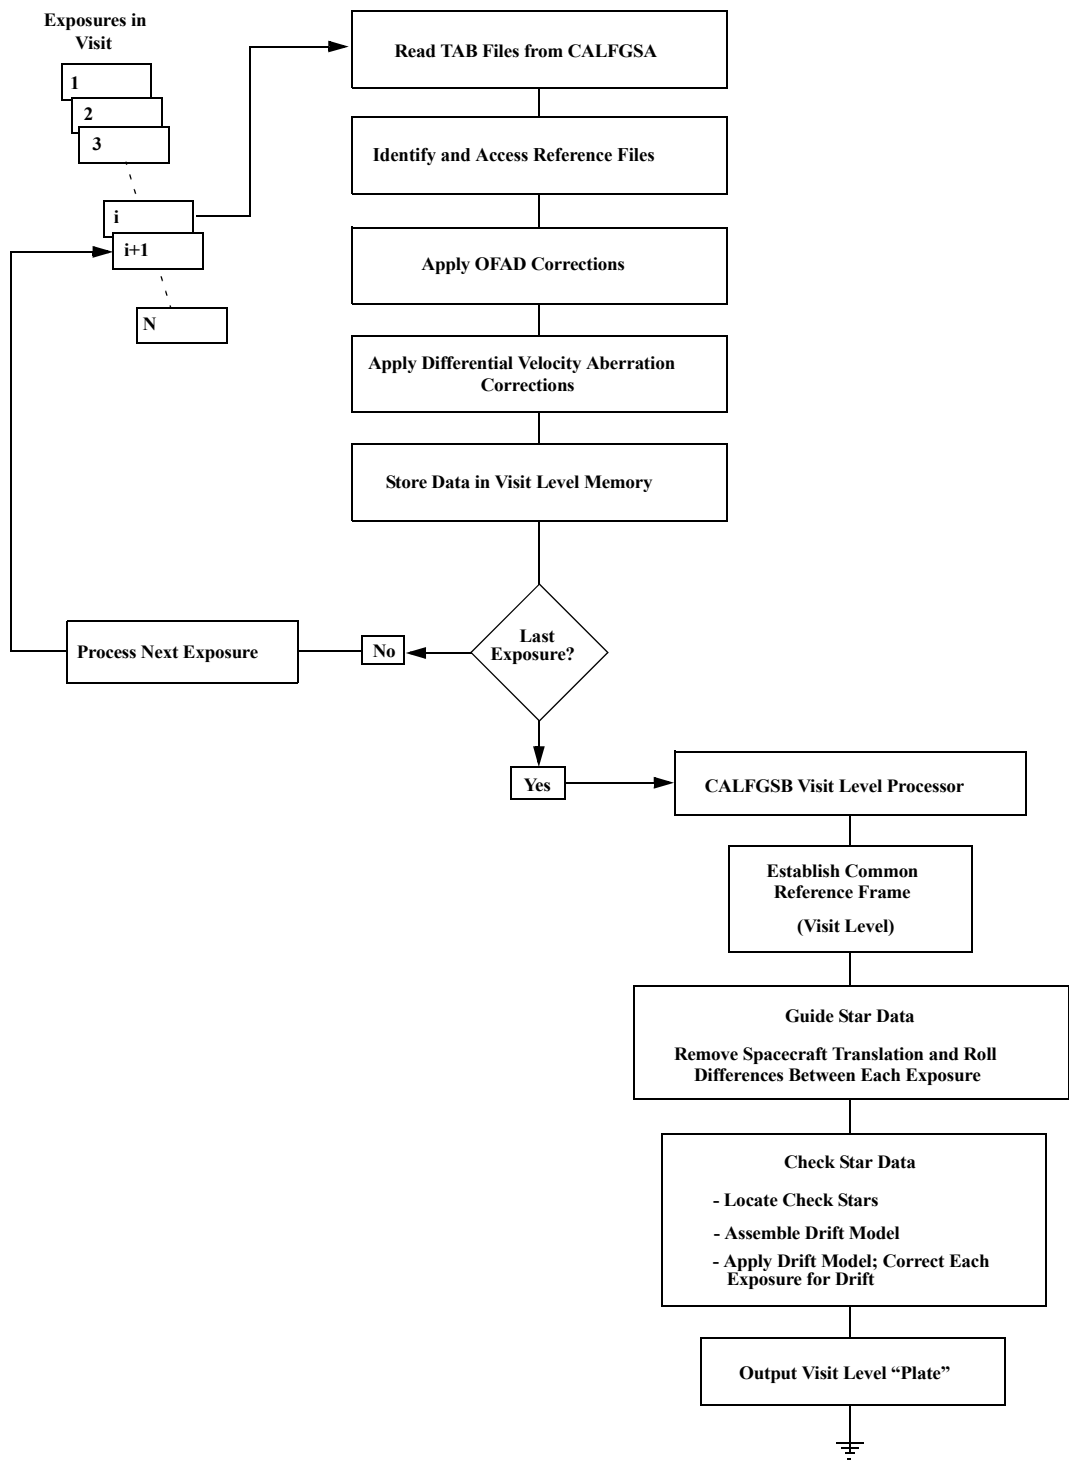 Exposures in
Visit
1
2
3
i
i+1
N
Read TAB Files from CALFGSA
Identify and Access Reference Files
Apply OFAD Corrections
Apply Differential Velocity Aberration
Corrections
Store Data in Visit Level Memory
Last
Exposure?
No
Process Next Exposure
Yes
CALFGSB Visit Level Processor
Establish Common
Reference Frame
(Visit Level)
Guide Star Data
Remove Spacecraft Translation and Roll
Differences Between Each Exposure
Check Star Data
- Locate Check Stars
- Assemble Drift Model
- Apply Drift Model; Correct Each
Exposure for Drift
Output Visit Level “Plate”